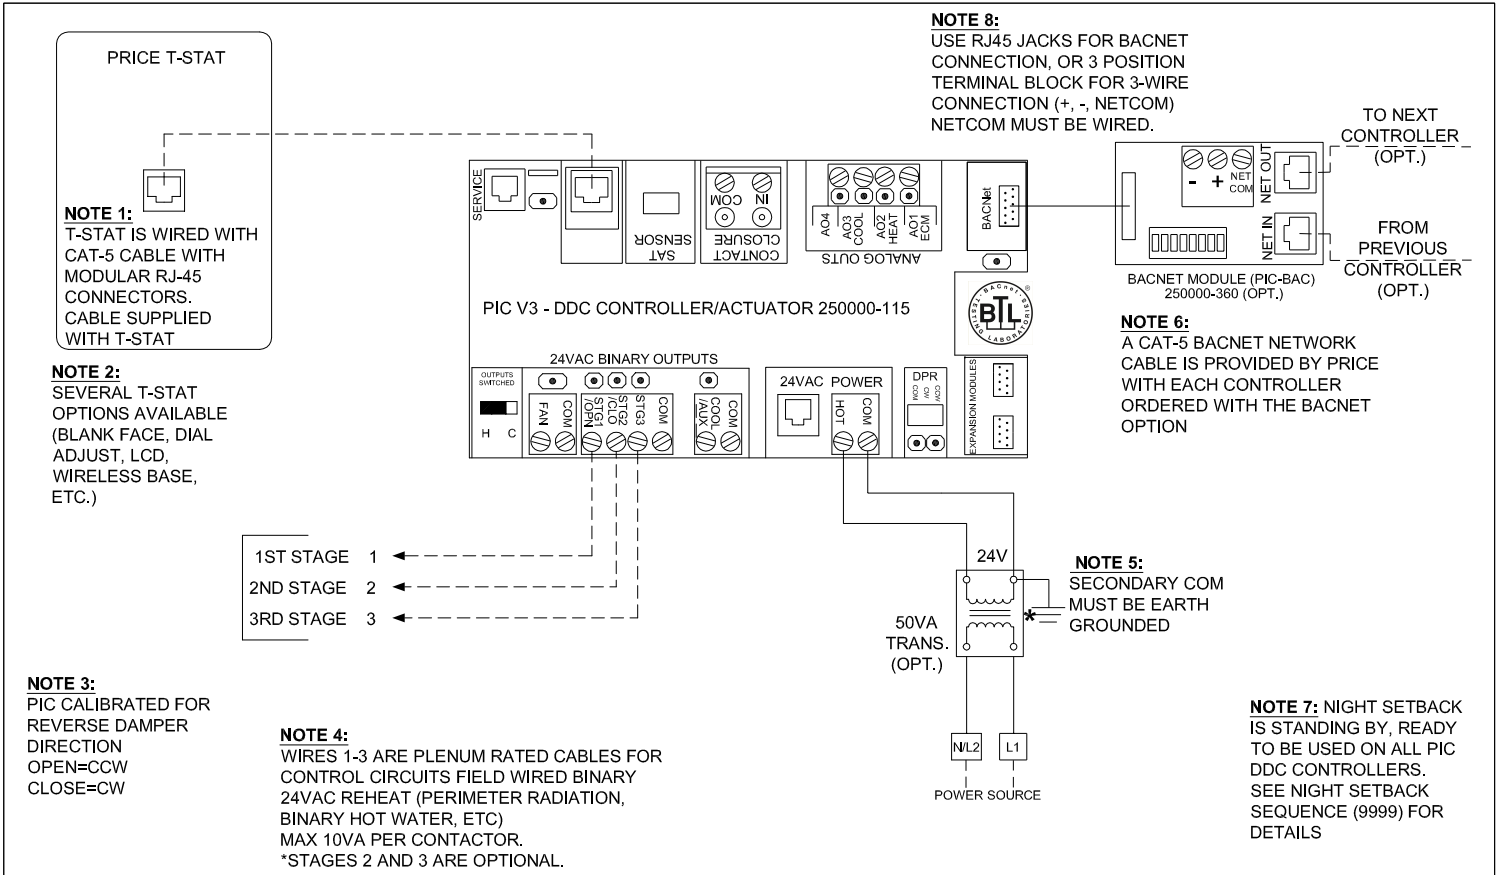 PRICE T-STAT
NOTE 1:
T-STAT IS WIRED WITH
CAT-5 CABLE WITH
MODULAR RJ-45
CONNECTORS.
CABLE SUPPLIED
WITH T-STAT
NOTE 2:
SEVERAL T-STAT
OPTIONS AVAILABLE
(BLANK FACE, DIAL
ADJUST, LCD,
WIRELESS BASE,
ETC.)
NOTE 8:
USE RJ45 JACKS FOR BACNET
CONNECTION, OR 3 POSITION
TERMINAL BLOCK FOR 3-WIRE
CONNECTION (+, -, NETCOM)
NETCOM MUST BE WIRED.
SERVICE
SAT
SENSOR
COM
IN
CONTACT
CLOSURE
AO4
AO3
COOL
AO2
HEAT
AO1
ECM
ANALOG OUTS
BACNet
PIC V3 - DDC CONTROLLER/ACTUATOR 250000-115
BACnet
TESTING LABORATORIES
BTL
®
24VAC BINARY OUTPUTS
OUTPUTS
SWITCHED
H C
FAN
COM
STG1
/OPN
STG2
/CLO
STG3
COM
COOL
/AUX
COM
24VAC POWER
HOT
COM
DPR
COM
CW
CCW
EXPANSION MODULES
- +
NET
COM
NET OUT
NET IN
TO NEXT
CONTROLLER
(OPT.)
FROM
PREVIOUS
CONTROLLER
(OPT.)
BACNET MODULE (PIC-BAC)
250000-360 (OPT.)
NOTE 6:
A CAT-5 BACNET NETWORK
CABLE IS PROVIDED BY PRICE
WITH EACH CONTROLLER
ORDERED WITH THE BACNET
OPTION
1ST STAGE 1
2ND STAGE 2
3RD STAGE 3
24V
50VA
TRANS.
(OPT.)
*
NOTE 5:
SECONDARY COM
MUST BE EARTH
GROUNDED
N/L2
L1
POWER SOURCE
NOTE 3:
PIC CALIBRATED FOR
REVERSE DAMPER
DIRECTION
OPEN=CCW
CLOSE=CW
NOTE 4:
WIRES 1-3 ARE PLENUM RATED CABLES FOR
CONTROL CIRCUITS FIELD WIRED BINARY
24VAC REHEAT (PERIMETER RADIATION,
BINARY HOT WATER, ETC)
MAX 10VA PER CONTACTOR.
*STAGES 2 AND 3 ARE OPTIONAL.
NOTE 7: NIGHT SETBACK
IS STANDING BY, READY
TO BE USED ON ALL PIC
DDC CONTROLLERS.
SEE NIGHT SETBACK
SEQUENCE (9999) FOR
DETAILS